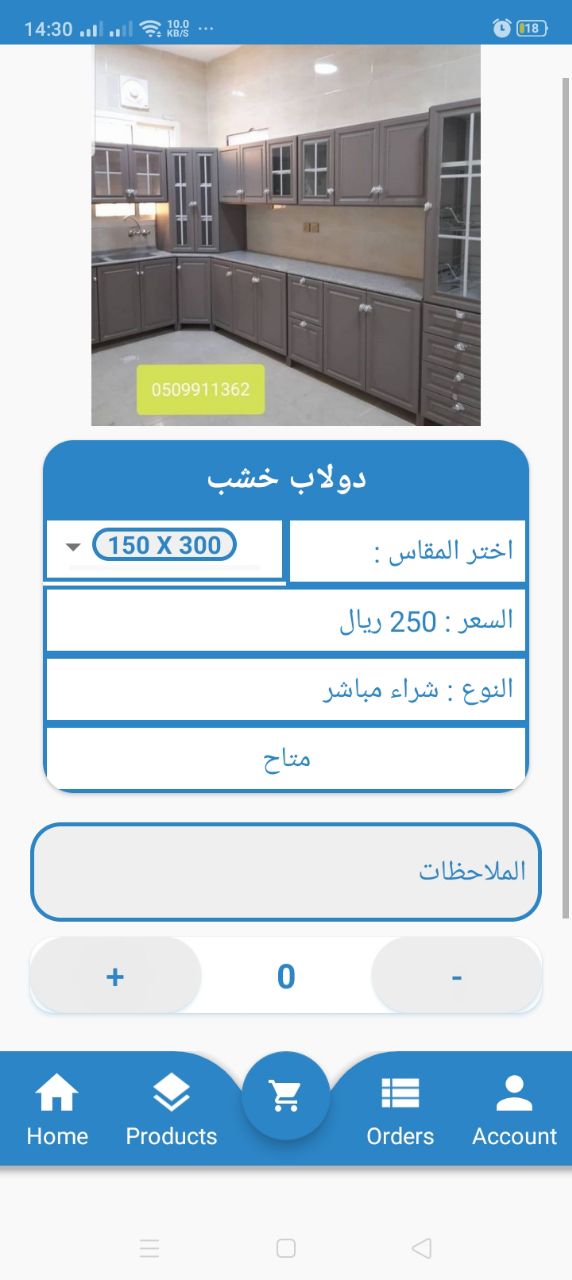 14:30
10.0
KB/S
18
0509911362
دولاب خشب
اختر المقاس :
150 X 300
السعر : 250 ريال
النوع : شراء مباشر
متاح
الملاحظات
+ 0 -
Home Products Orders Account